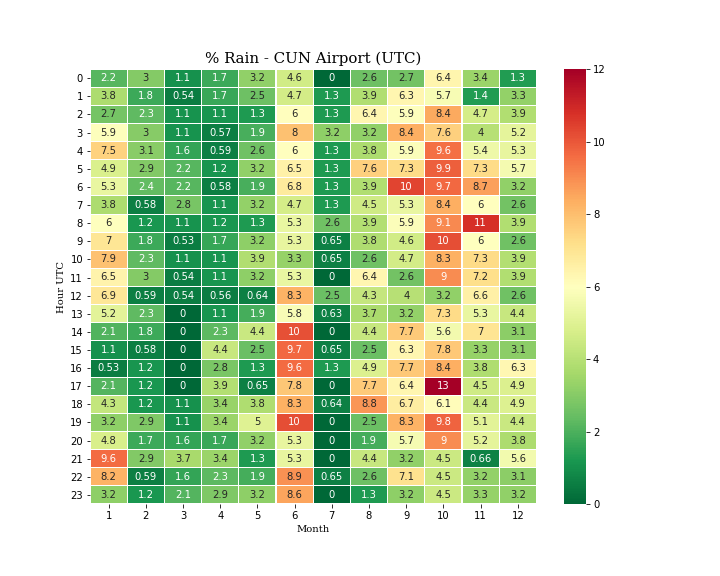 % Rain - CUN Airport (UTC)
0 2.2 3 1.1 1.7 3.2 4.6 0 2.6 2.7 6.4 3.4 1.3
1 3.8 1.8 0.54 1.7 2.5 4.7 1.3 3.9 6.3 5.7 1.4 3.3
2 2.7 2.3 1.1 1.1 1.3 6 1.3 6.4 5.9 8.4 4.7 3.9
3 5.9 3 1.1 0.57 1.9 8 3.2 3.2 8.4 7.6 4 5.2
4 7.5 3.1 1.6 0.59 2.6 6 1.3 3.8 5.9 9.6 5.4 5.3
5 4.9 2.9 2.2 1.2 3.2 6.5 1.3 7.6 7.3 9.9 7.3 5.7
6 5.3 2.4 2.2 0.58 1.9 6.8 1.3 3.9 10 9.7 8.7 3.2
7 3.8 0.58 2.8 1.1 3.2 4.7 1.3 4.5 5.3 8.4 6 2.6
8 6 1.2 1.1 1.2 1.3 5.3 2.6 3.9 5.9 9.1 11 3.9
9 7 1.8 0.53 1.7 3.2 5.3 0.65 3.8 4.6 10 6 2.6
10 7.9 2.3 1.1 1.1 3.9 3.3 0.65 2.6 4.7 8.3 7.3 3.9
11 6.5 3 0.54 1.1 3.2 5.3 0 6.4 2.6 9 7.2 3.9
12 6.9 0.59 0.54 0.56 0.64 8.3 2.5 4.3 4 3.2 6.6 2.6
13 5.2 2.3 0 1.1 1.9 5.8 0.63 3.7 3.2 7.3 5.3 4.4
14 2.1 1.8 0 2.3 4.4 10 0 4.4 7.7 5.6 7 3.1
15 1.1 0.58 0 4.4 2.5 9.7 0.65 2.5 6.3 7.8 3.3 3.1
16 0.53 1.2 0 2.8 1.3 9.6 1.3 4.9 7.7 8.4 3.8 6.3
17 2.1 1.2 0 3.9 0.65 7.8 0 7.7 6.4 13 4.5 4.9
18 4.3 1.2 1.1 3.4 3.8 8.3 0.64 8.8 6.7 6.1 4.4 4.9
19 3.2 2.9 1.1 3.4 5 10 0 2.5 8.3 9.8 5.1 4.4
20 4.8 1.7 1.6 1.7 3.2 5.3 0 1.9 5.7 9 5.2 3.8
21 9.6 2.9 3.7 3.4 1.3 5.3 0 4.4 3.2 4.5 0.66 5.6
22 8.2 0.59 1.6 2.3 1.9 8.9 0.65 2.6 7.1 4.5 3.2 3.1
23 3.2 1.2 2.1 2.9 3.2 8.6 0 1.3 3.2 4.5 3.3 3.2
1 2 3 4 5 6 7 8 9 10 11 12
Month
Hour UTC
12
10
8
6
4
2
0